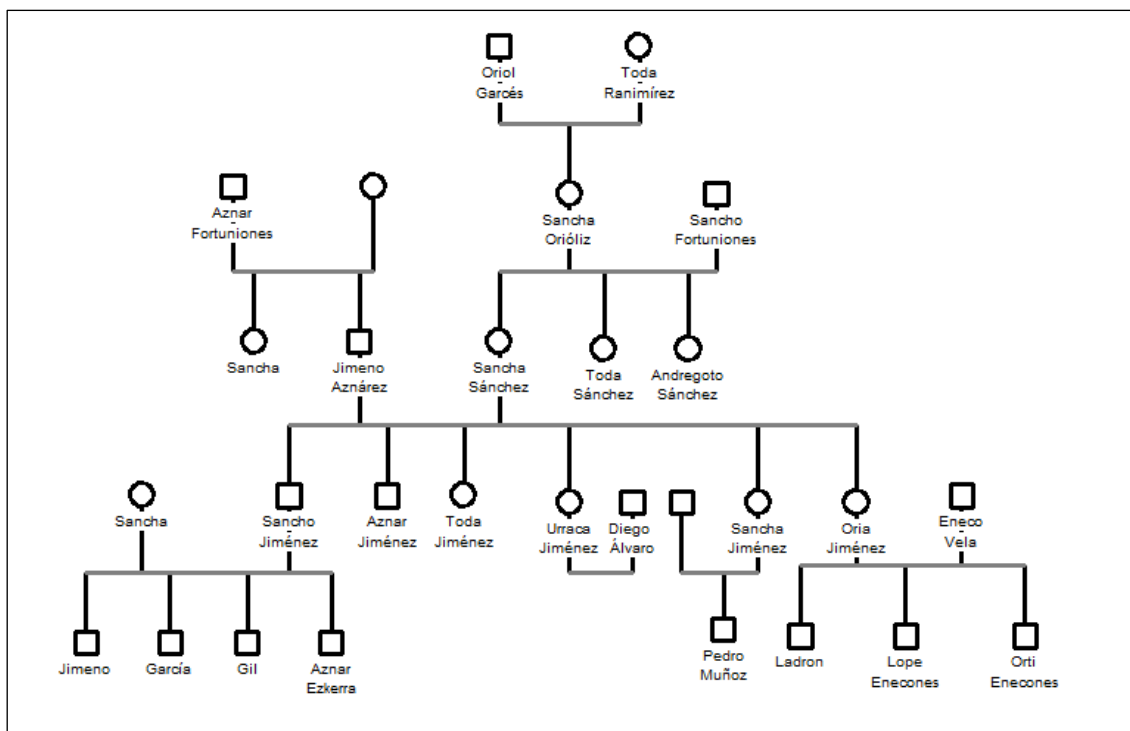 Oriol
Garcés
Toda
Ranimírez
Aznar
Fortuniones
Sancha
Orióliz
Sancho
Fortuniones
Sancha
Jimeno
Aznárez
Sancha
Sánchez
Toda
Sánchez
Andregoto
Sánchez
Sancha
Sancho
Jiménez
Aznar
Jiménez
Toda
Jiménez
Urraca
Jiménez
Diego
Álvaro
Sancha
Jiménez
Oria
Jiménez
Eneco
Vela
Jimeno
García
Gil
Aznar
Ezkerra
Pedro
Muñoz
Ladron
Lope
Enecones
Orti
Enecones